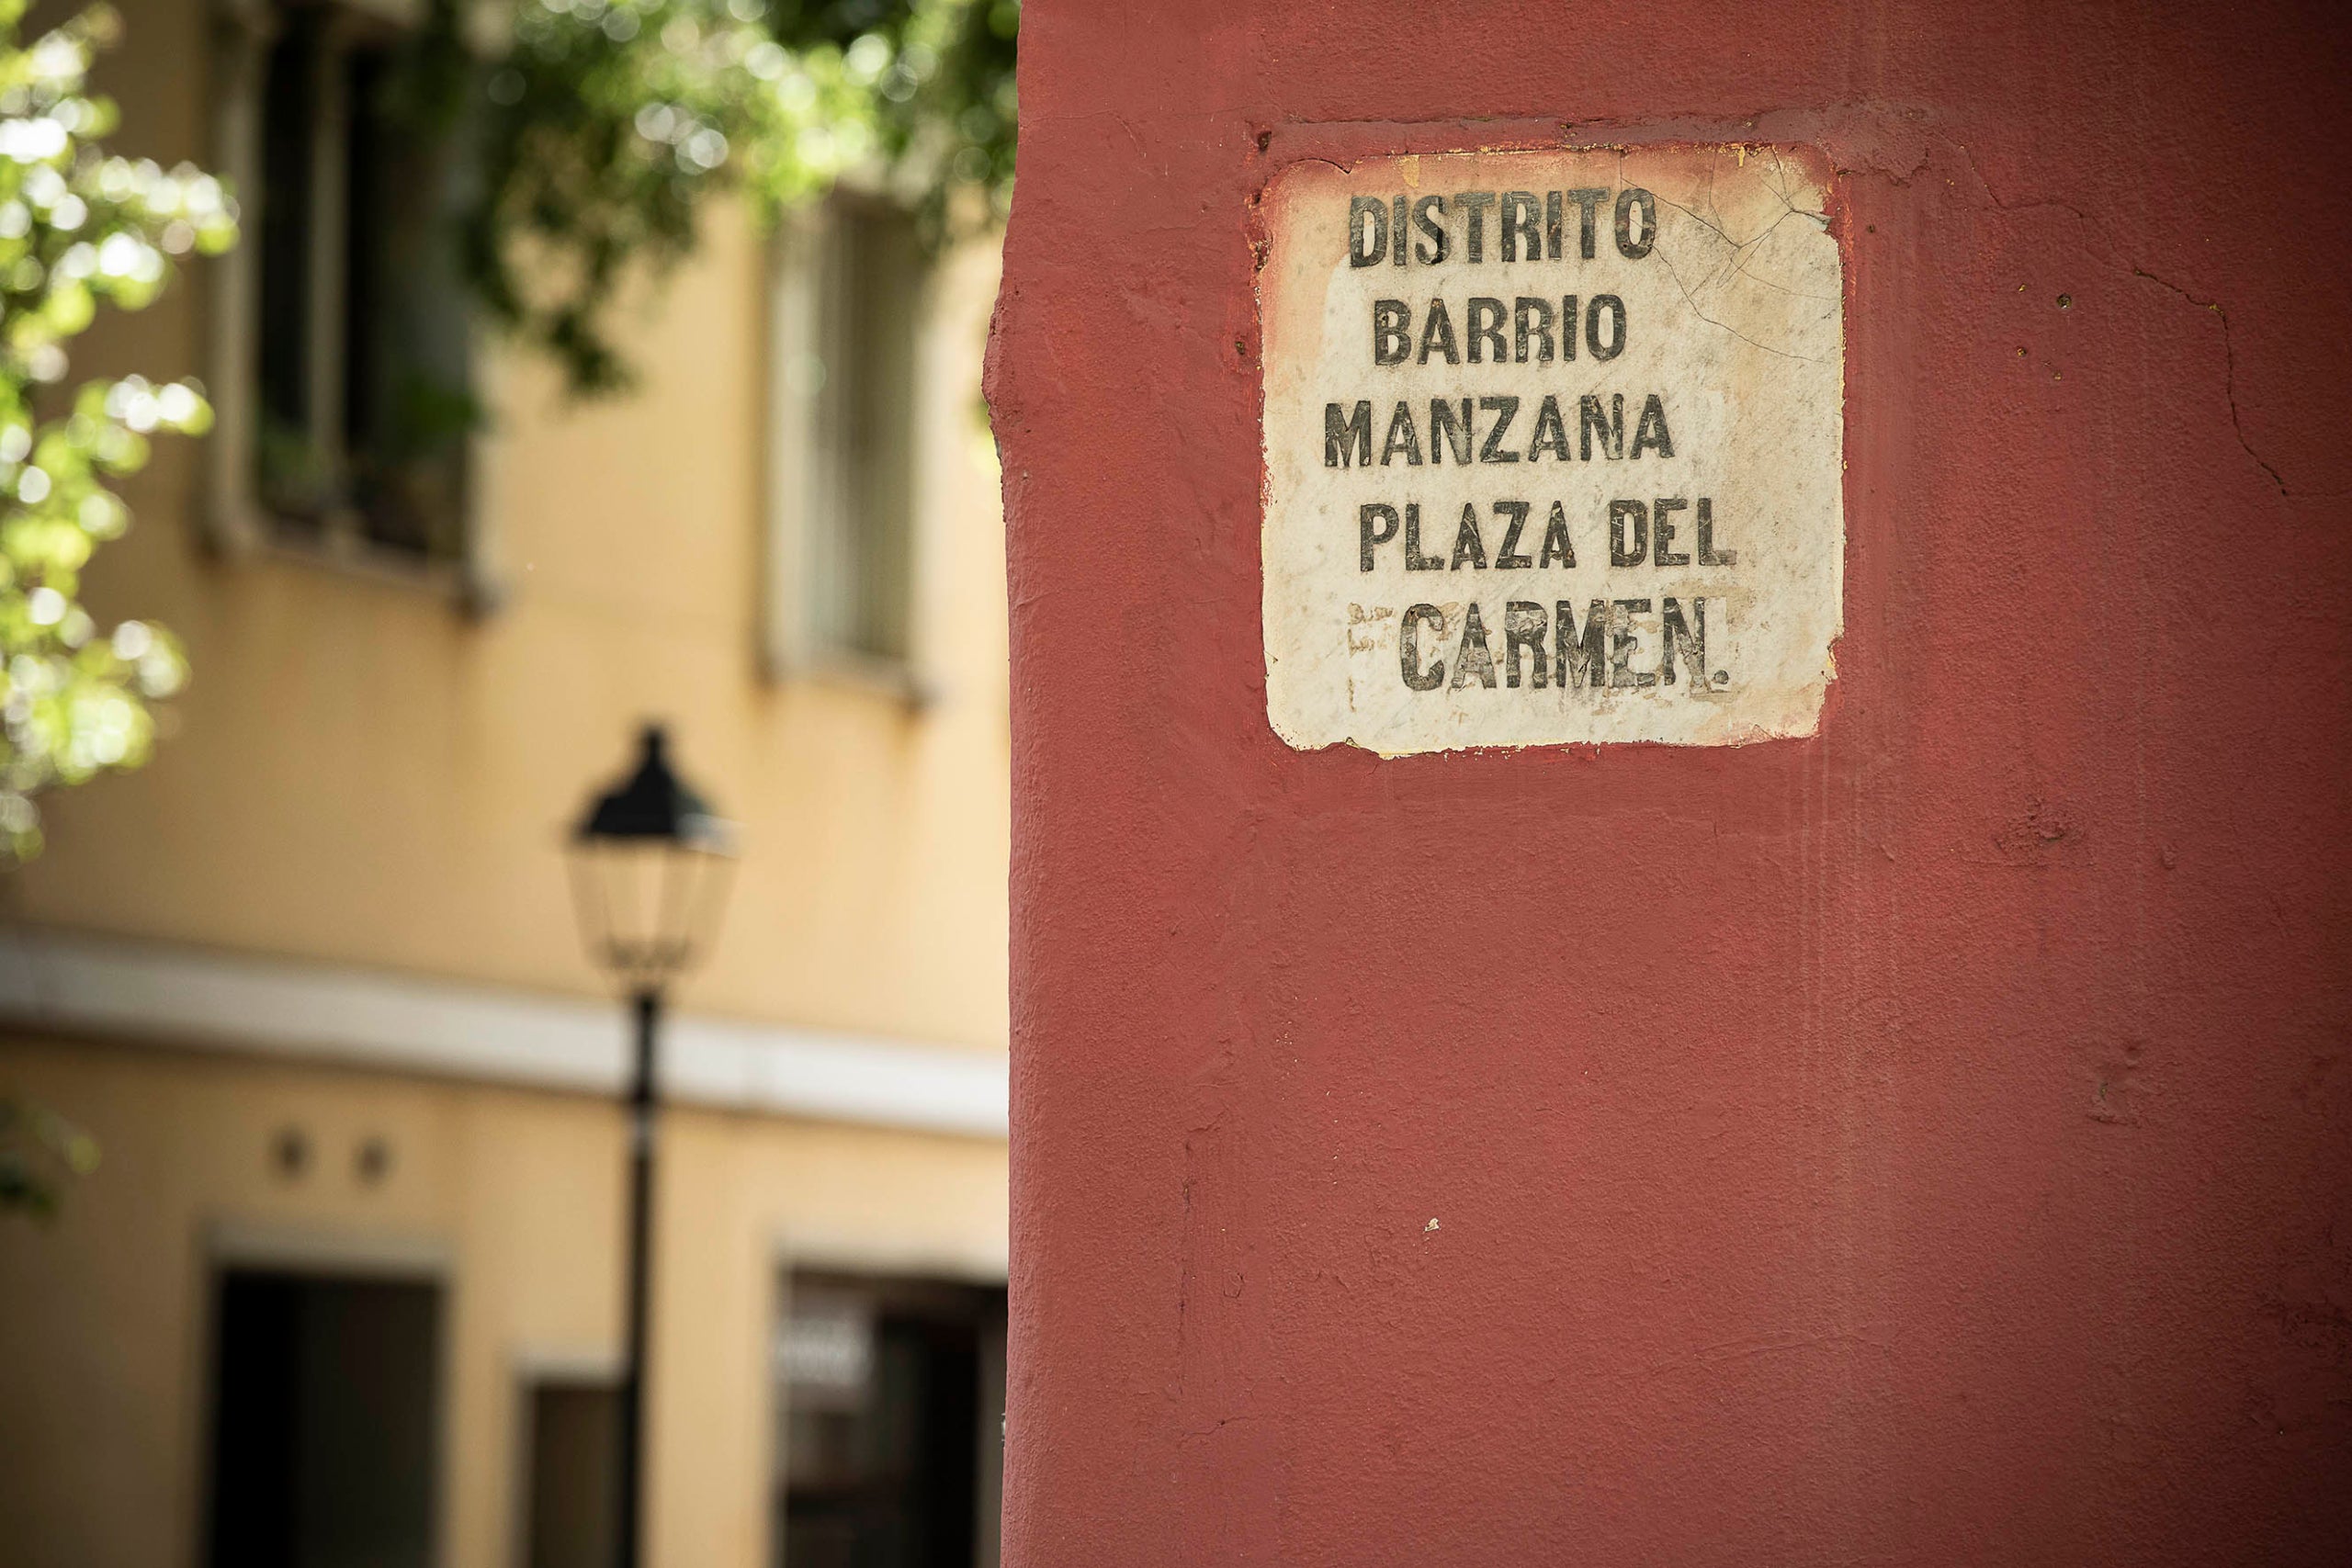 DISTRITO
BARRIO
MANZANA
PLAZA DEL
CARMEN.